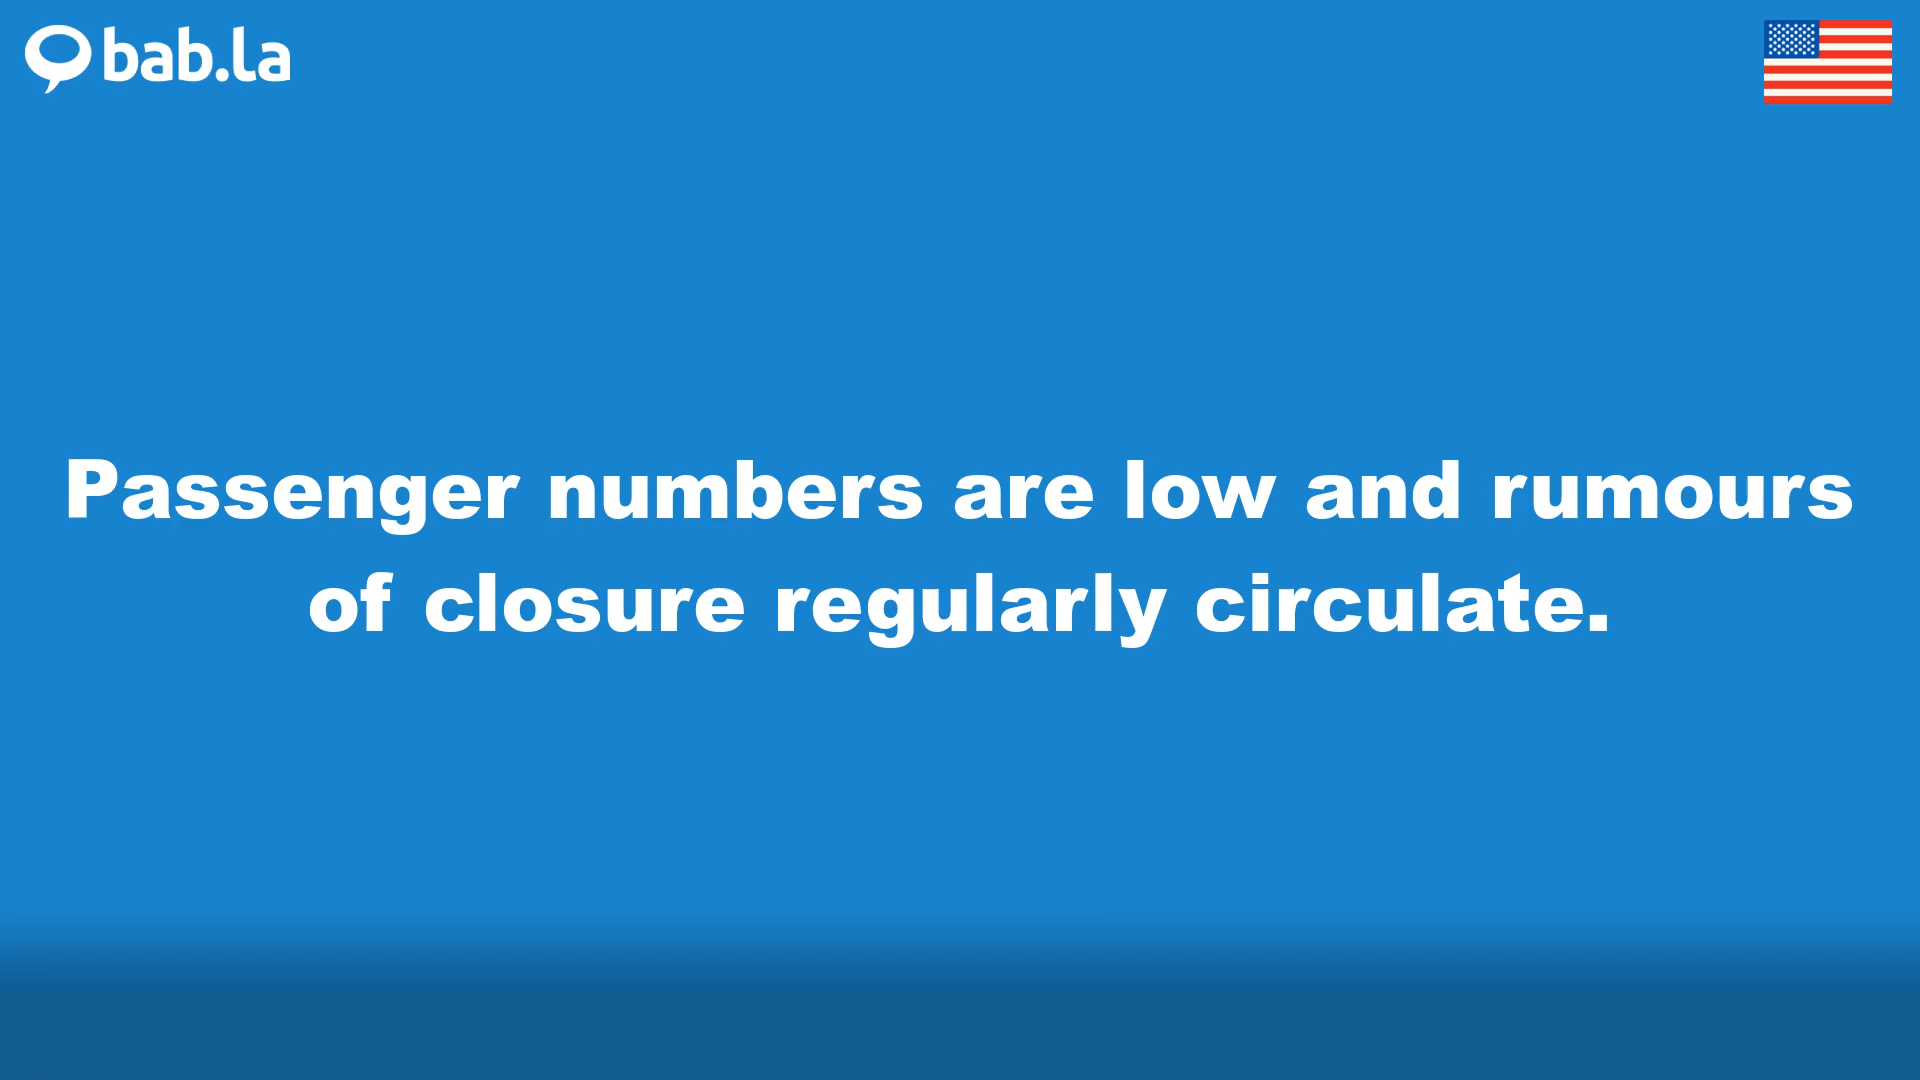 bab.la
Passenger numbers are low and rumours
of closure regularly circulate.